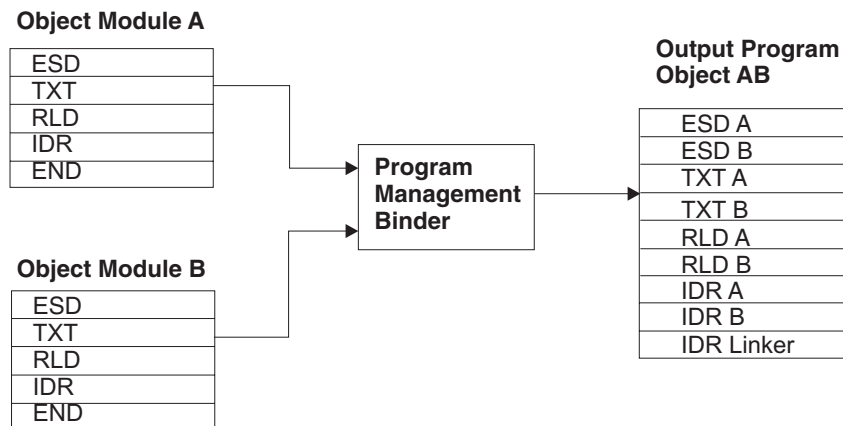 Object Module A
ESD
TXT
RLD
IDR
END
Object Module B
ESD
TXT
RLD
IDR
END
Program
Management
Binder
Output Program
Object AB
ESD A
ESD B
TXT A
TXT B
RLD A
RLD B
IDR A
IDR B
IDR Linker